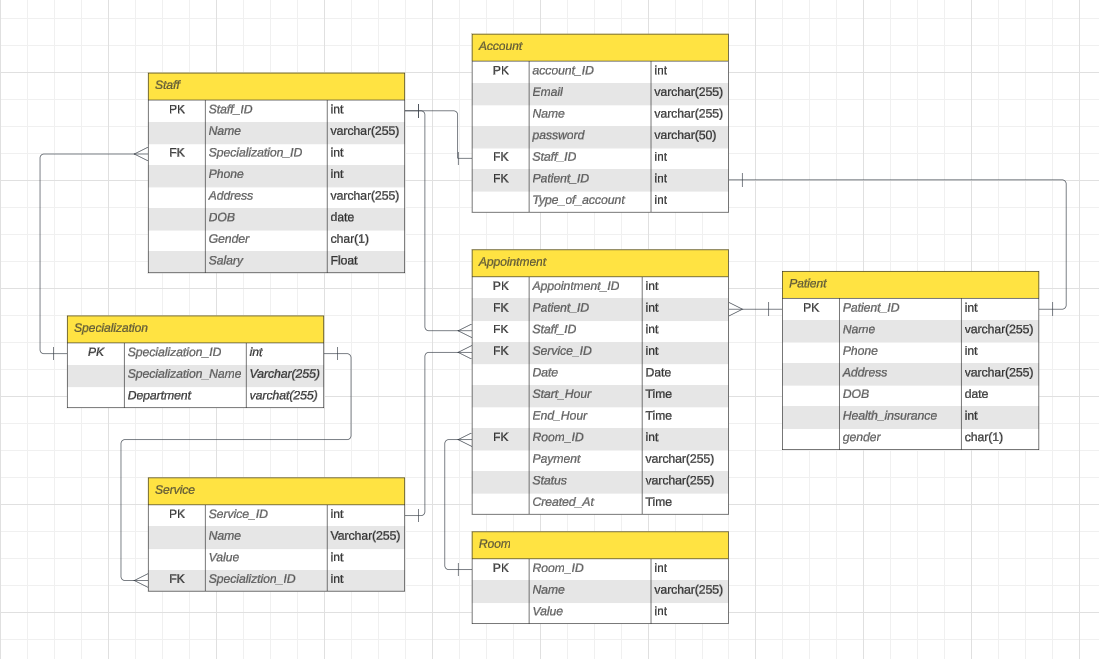 Account
PK account_ID int
Email varchar(255)
Name varchar(255)
password varchar(50)
FK Staff_ID int
FK Patient_ID int
Type_of_account int
Staff
PK Staff_ID int
Name varchar(255)
FK Specialization_ID int
Phone int
Address varchar(255)
DOB date
Gender char(1)
Salary Float
Appointment
PK Appointment_ID int
FK Patient_ID int
FK Staff_ID int
FK Service_ID int
Date Date
Start_Hour Time
End_Hour Time
FK Room_ID int
Payment varchar(255)
Status varchar(255)
Created_At Time
Patient
PK Patient_ID int
Name varchar(255)
Phone int
Address varchar(255)
DOB date
Health_insurance int
gender char(1)
Specialization
PK Specialization_ID int
Specialization_Name Varchar(255)
Department varchat(255)
Service
PK Service_ID int
Name Varchar(255)
Value int
FK Specializtion_ID int
Room
PK Room_ID int
Name varchar(255)
Value int